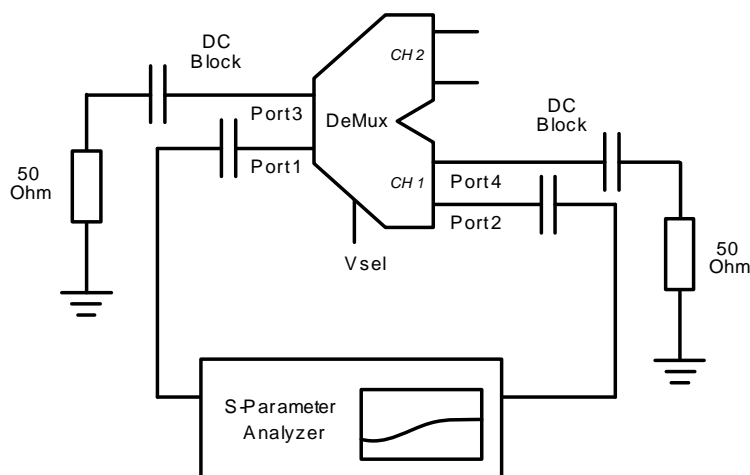 DC
Block
CH 2
Port3
DeMux
DC
Block
50
Ohm
Port1
CH 1
Port4
Port2
50
Ohm
Vsel
S-Parameter
Analyzer